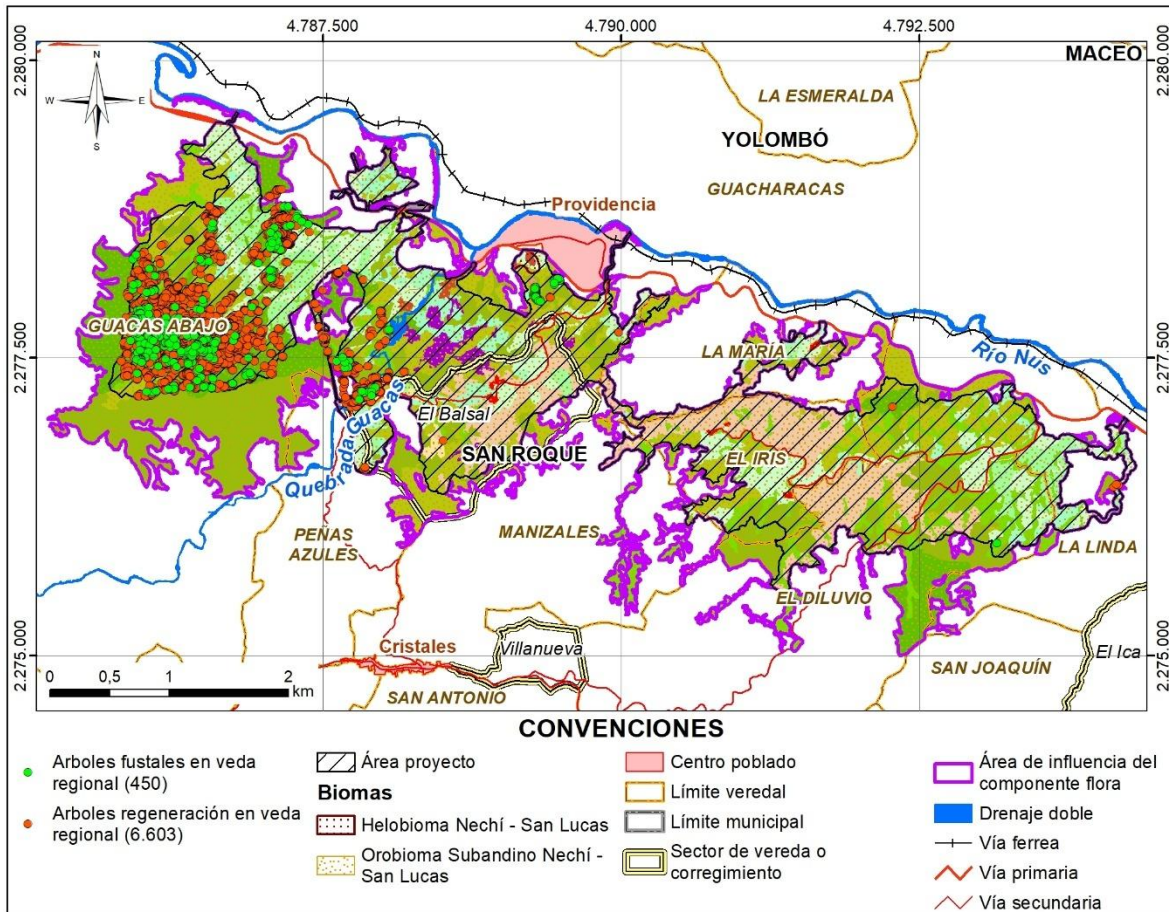 4.787.500
4.790.000
4.792.500
2.280.000
MACEO
2.280.000
N
W
E
S
LA ESMERALDA
YOLOMBÓ
GUACHARACAS
Providencia
GUACAS ABAJO
2.277.500
LA MARÍA
Río Nus
2.277.500
El Balsal
Quebrada Guacas
SAN ROQUE
EL IRIS
PEÑAS
AZULES
MANIZALES
LA LINDA
EL DILUVIO
2.275.000
Cristales
Villanueva
SAN JOAQUÍN
El Ica
2.275.000
SAN ANTONIO
0 0,5 1 2
km
CONVENCIONES
Arboles fustales en veda
regional (450)
Arboles regeneración en veda
regional (6.603)
Área proyecto
Biomas
Helobioma Nechí - San Lucas
Orobioma Subandino Nechí -
San Lucas
Centro poblado
Límite veredal
Límite municipal
Sector de vereda o
corregimiento
Área de influencia del
componente flora
Drenaje doble
Vía ferrea
Vía primaria
Vía secundaria